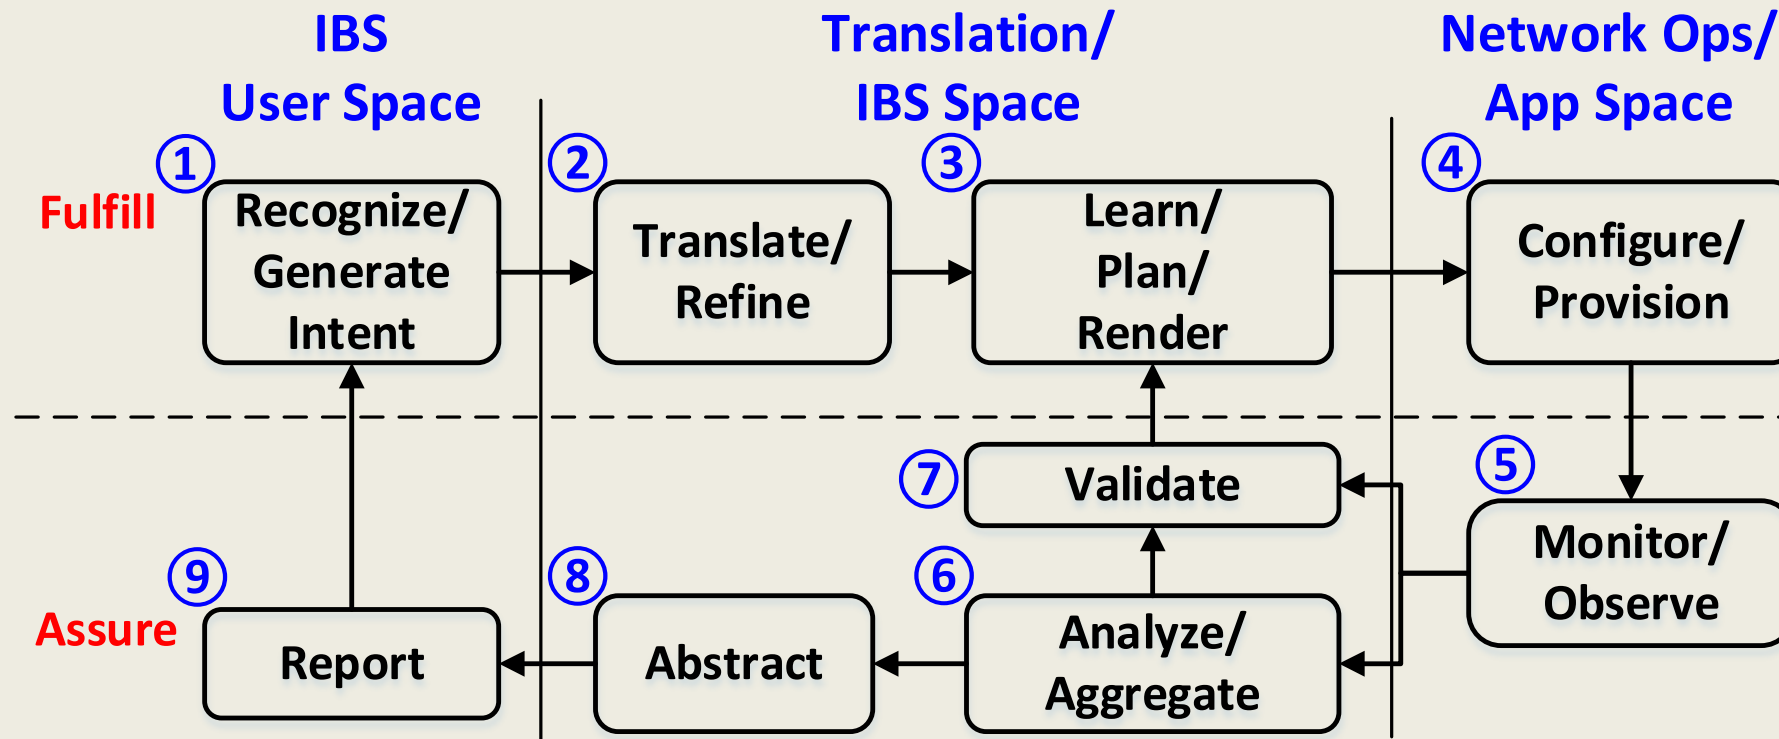 IBS
User Space
Translation/
IBS Space
Network Ops/
App Space
Fulfill
1
Recognize/
Generate
Intent
2
Translate/
Refine
3
Learn/
Plan/
Render
4
Configure/
Provision
5
Monitor/
Observe
7
Validate
Assure
9
Report
8
Abstract
6
Analyze/
Aggregate